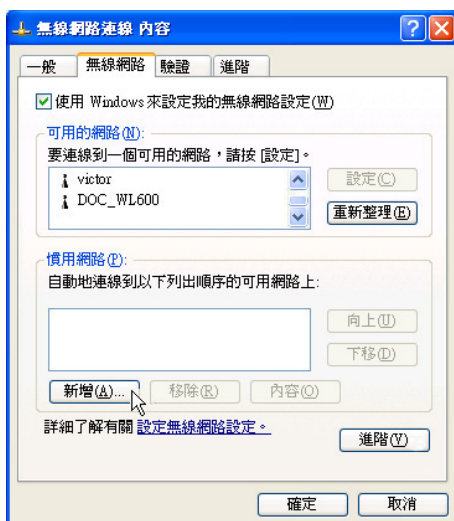 無線網路連線 內容
一般 無線網路 驗證 進階
使用 Windows 來設定我的無線網路設定(W)
可用的網路(N):
要連線到一個可用的網路，請按 [設定]。
victor
DOC_WL600
設定(C)
重新整理(E)
慣用網路(P):
自動地連線到以下列出順序的可用網路上:
向上(U)
下移(D)
新增(A)... 移除(R) 內容(O)
詳細了解有關 設定無線網路設定。
進階(V)
確定 取消